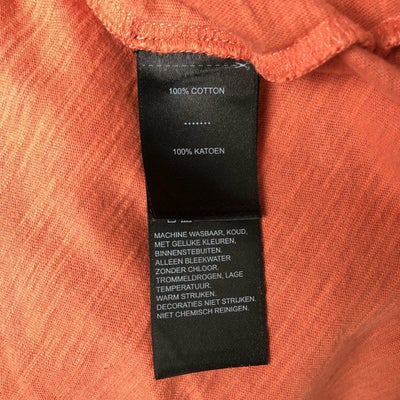 100% COTTON
.......
100% KATOEN
MACHINE WASBAAR, KOUD,
MET GELIJKE KLEUREN,
BINNENSTEBUITEN.
ALLEEN BLEEKWATER
ZONDER CHLOOR.
TROMMELDROGEN, LAGE
TEMPERATUUR.
WARM STRIJKEN.
DECORATIES NIET STRIJKEN.
NIET CHEMISCH REINIGEN.